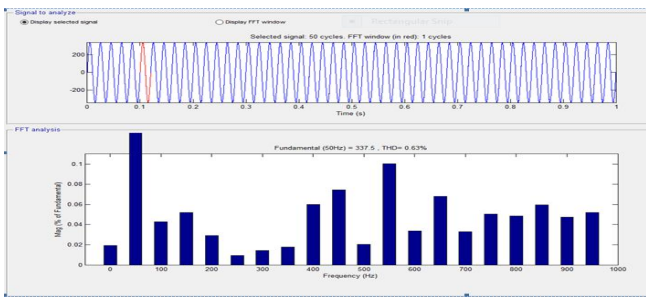 Signal to analyze
Display selected signal Display FFT window
Rectangular Snip
Selected signal: 50 cycles. FFT window (in red): 1 cycles
200
0
-200
0 0.1 0.2 0.3 0.4 0.5 0.6 0.7 0.8 0.9 1
Time (s)
FFT analysis
Fundamental (50Hz) = 337.5 , THD= 0.63%
0.1
0.08
0.06
0.04
0.02
0
Mag (% of Fundamental)
0 100 200 300 400 500 600 700 800 900 1000
Frequency (Hz)